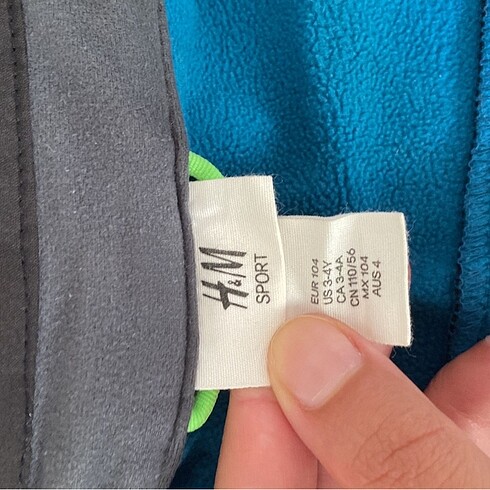 H&M
SPORT
EUR 104
US 3-4Y
CA 3-4A
CN 110/56
MX 104
AUS 4